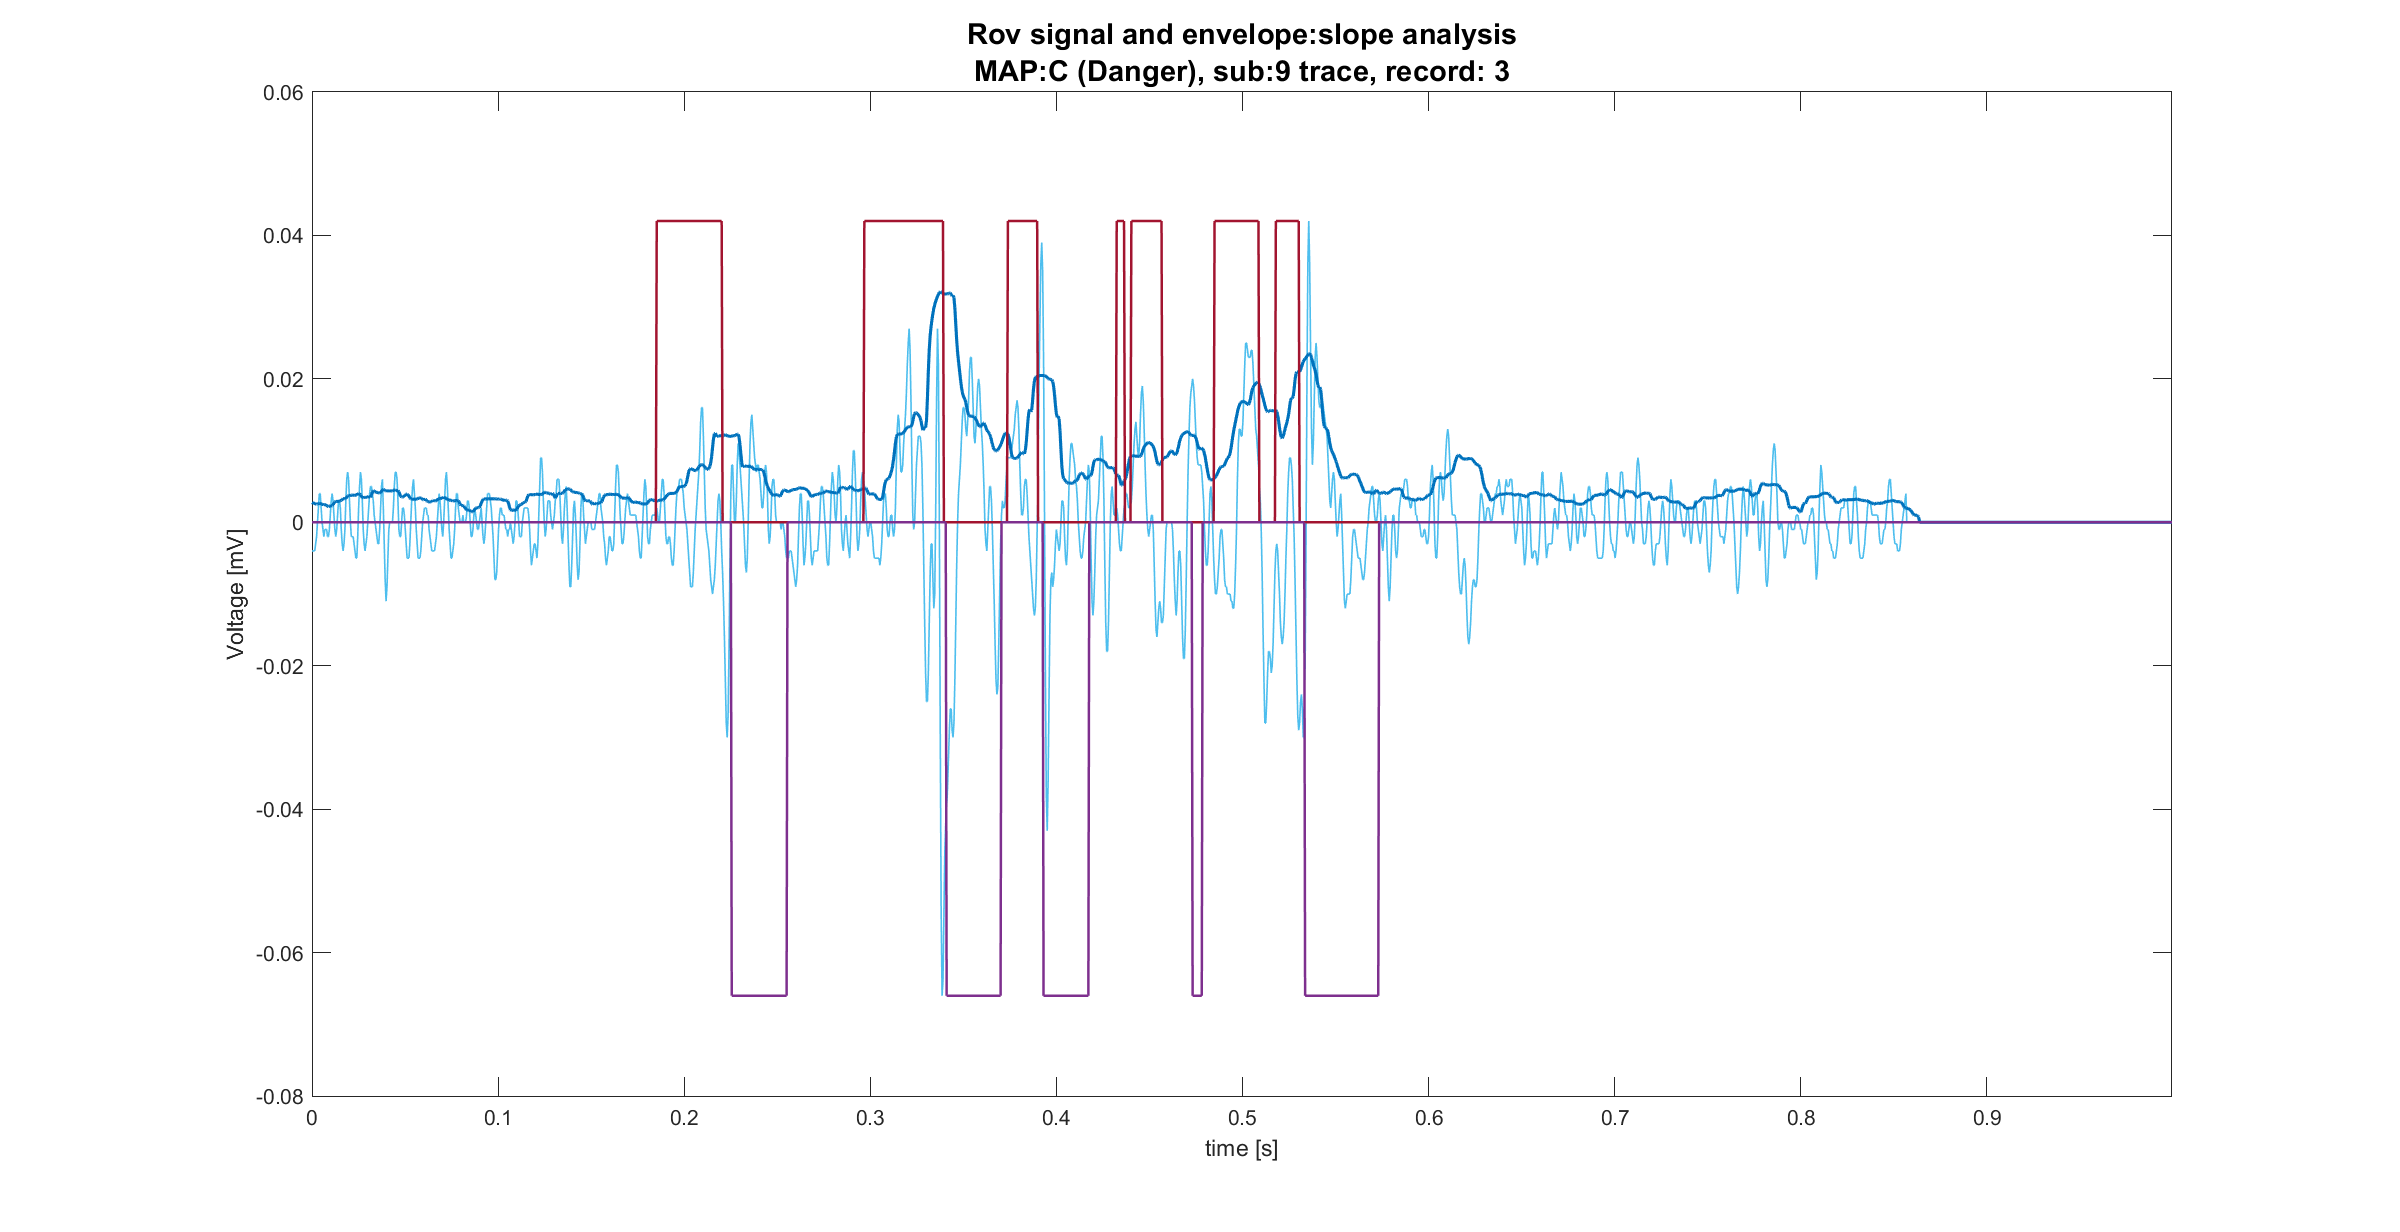 Rov signal and envelope:slope analysis
MAP:C (Danger), sub:9 trace, record: 3
0.06
0.04
0.02
0
-0.02
-0.04
-0.06
-0.08
Voltage [mV]
0 0.1 0.2 0.3 0.4 0.5 0.6 0.7 0.8 0.9
time [s]